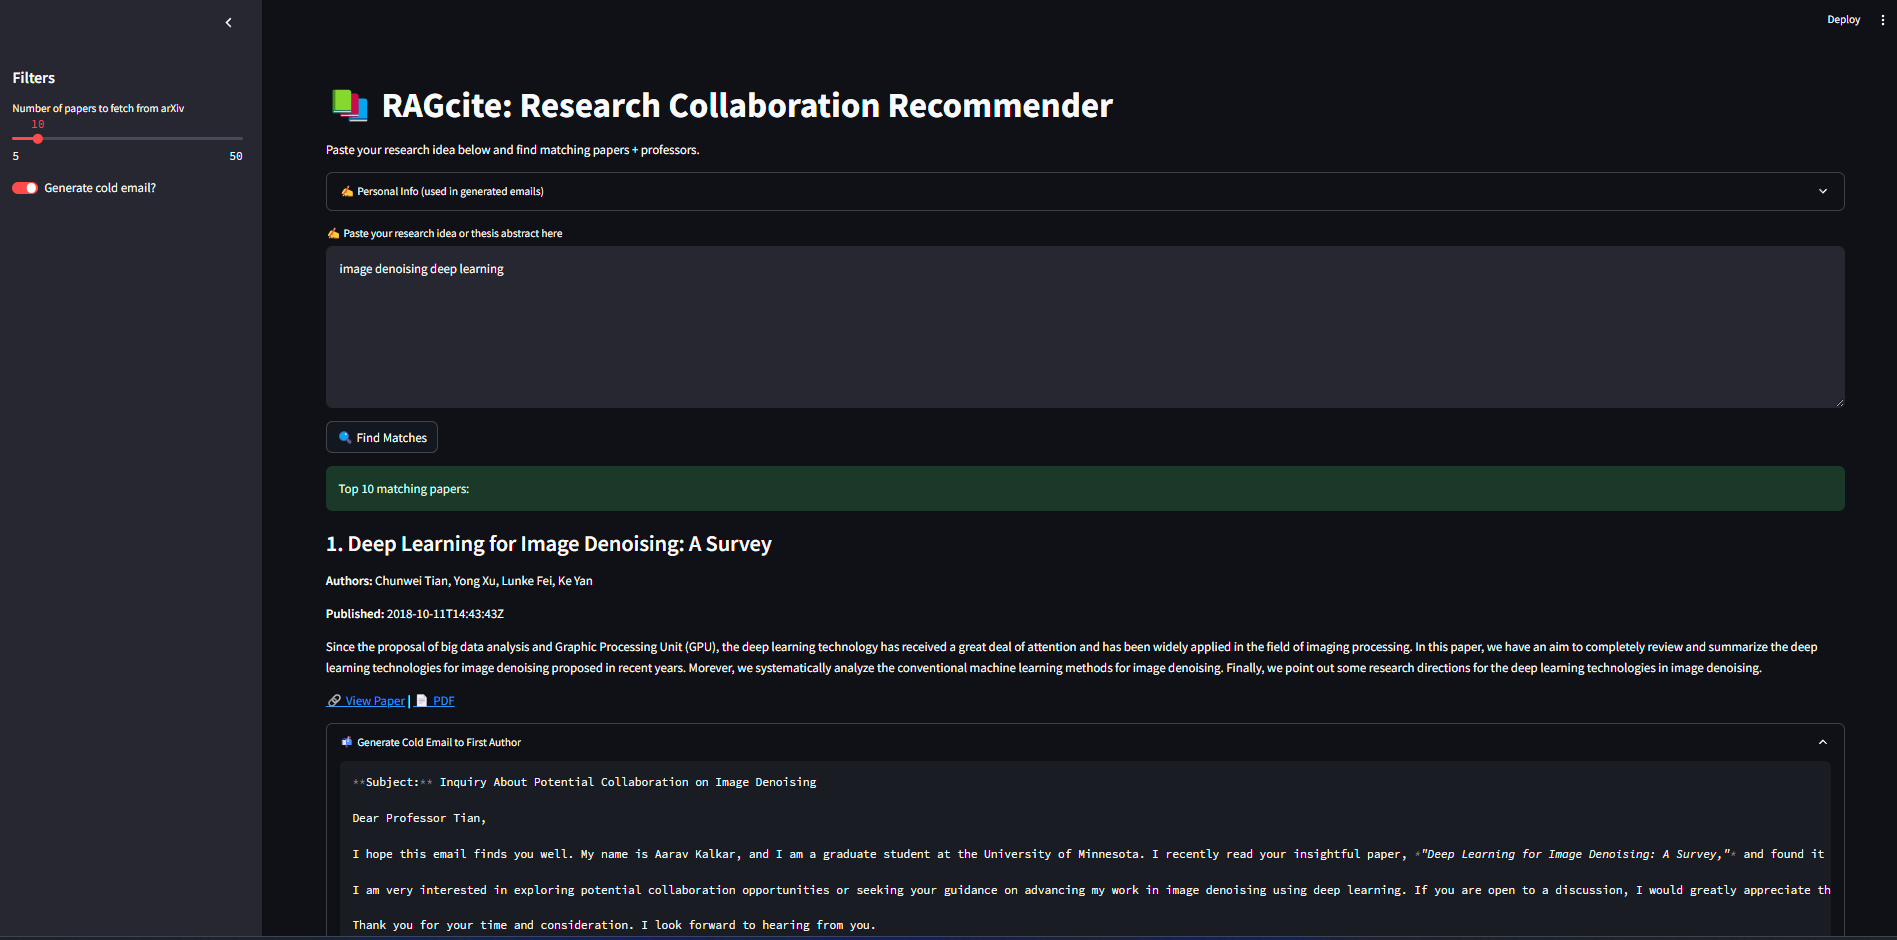 Deploy
Filters
Number of papers to fetch from arXiv
10
5 50
Generate cold email?
RAGcite: Research Collaboration Recommender
Paste your research idea below and find matching papers + professors.
✍️ Personal Info (used in generated emails)
✍️ Paste your research idea or thesis abstract here
image denoising deep learning
🔍 Find Matches
Top 10 matching papers:
1. Deep Learning for Image Denoising: A Survey
Authors: Chunwei Tian, Yong Xu, Lunke Fei, Ke Yan
Published: 2018-10-11T14:43:43Z
Since the proposal of big data analysis and Graphic Processing Unit (GPU), the deep learning technology has received a great deal of attention and has been widely applied in the field of imaging processing. In this paper, we have an aim to completely review and summarize the deep
learning technologies for image denoising proposed in recent years. Morever, we systematically analyze the conventional machine learning methods for image denoising. Finally, we point out some research directions for the deep learning technologies in image denoising.
🔗 View Paper | 📄 PDF
📬 Generate Cold Email to First Author
**Subject:** Inquiry About Potential Collaboration on Image Denoising
Dear Professor Tian,
I hope this email finds you well. My name is Aarav Kalkar, and I am a graduate student at the University of Minnesota. I recently read your insightful paper, *"Deep Learning for Image Denoising: A Survey,"* and found it
I am very interested in exploring potential collaboration opportunities or seeking your guidance on advancing my work in image denoising using deep learning. If you are open to a discussion, I would greatly appreciate th
Thank you for your time and consideration. I look forward to hearing from you.